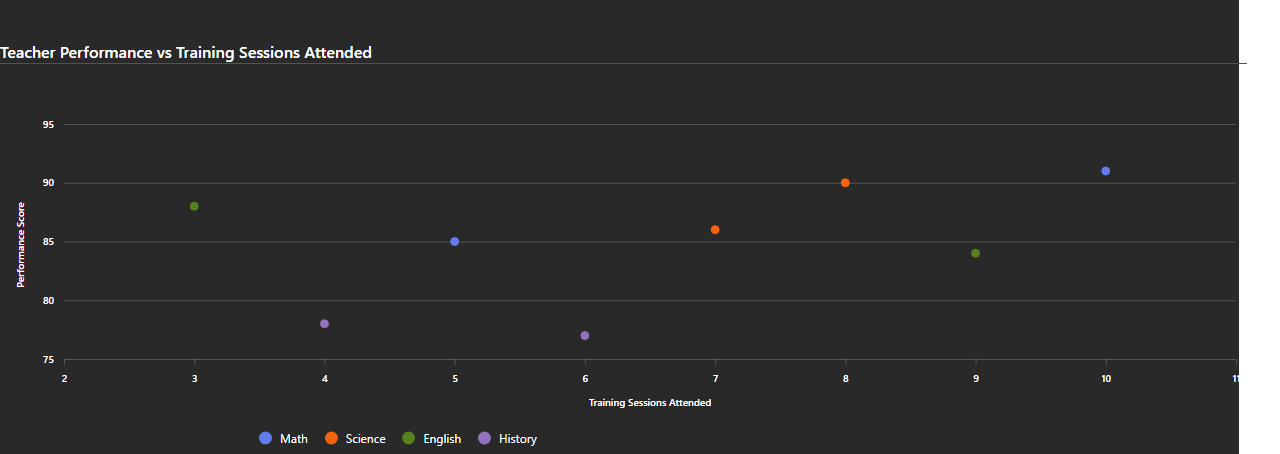 Teacher Performance vs Training Sessions Attended
95
90
85
80
75
Performance Score
2 3 4 5 6 7 8 9 10 11
Training Sessions Attended
Math Science English History